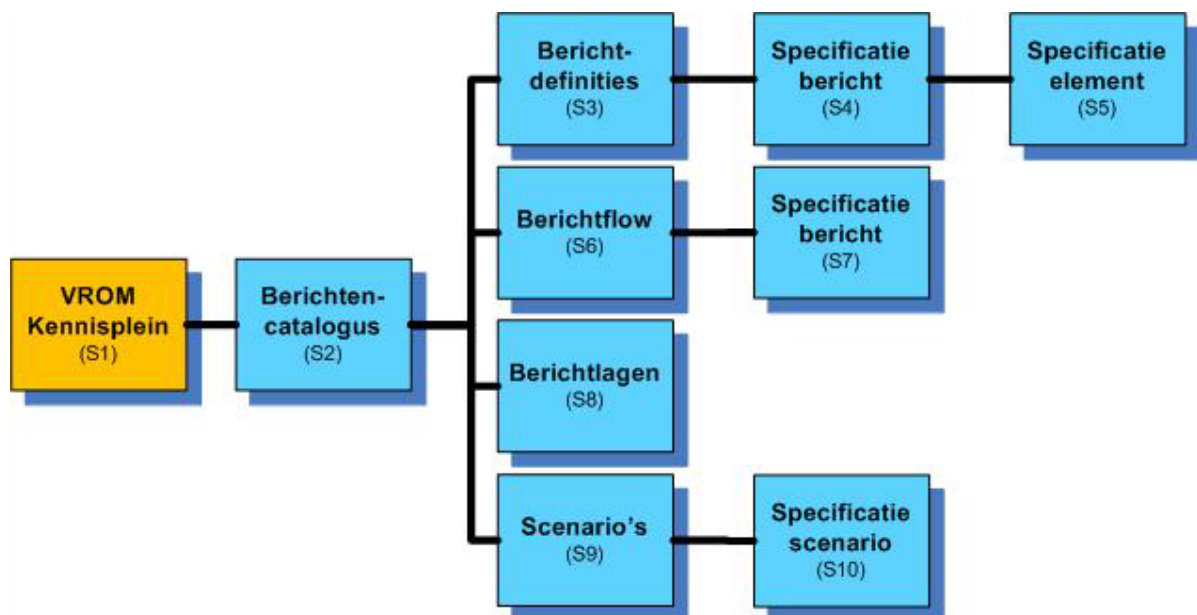 Bericht-
definities
(S3)
Specificatie
bericht
(S4)
Specificatie
element
(S5)
Berichtflow
(S6)
Specificatie
bericht
(S7)
VROM
Kennisplein
(S1)
Berichten-
catalogus
(S2)
Berichtlagen
(S8)
Scenario's
(S9)
Specificatie
scenario
(S10)